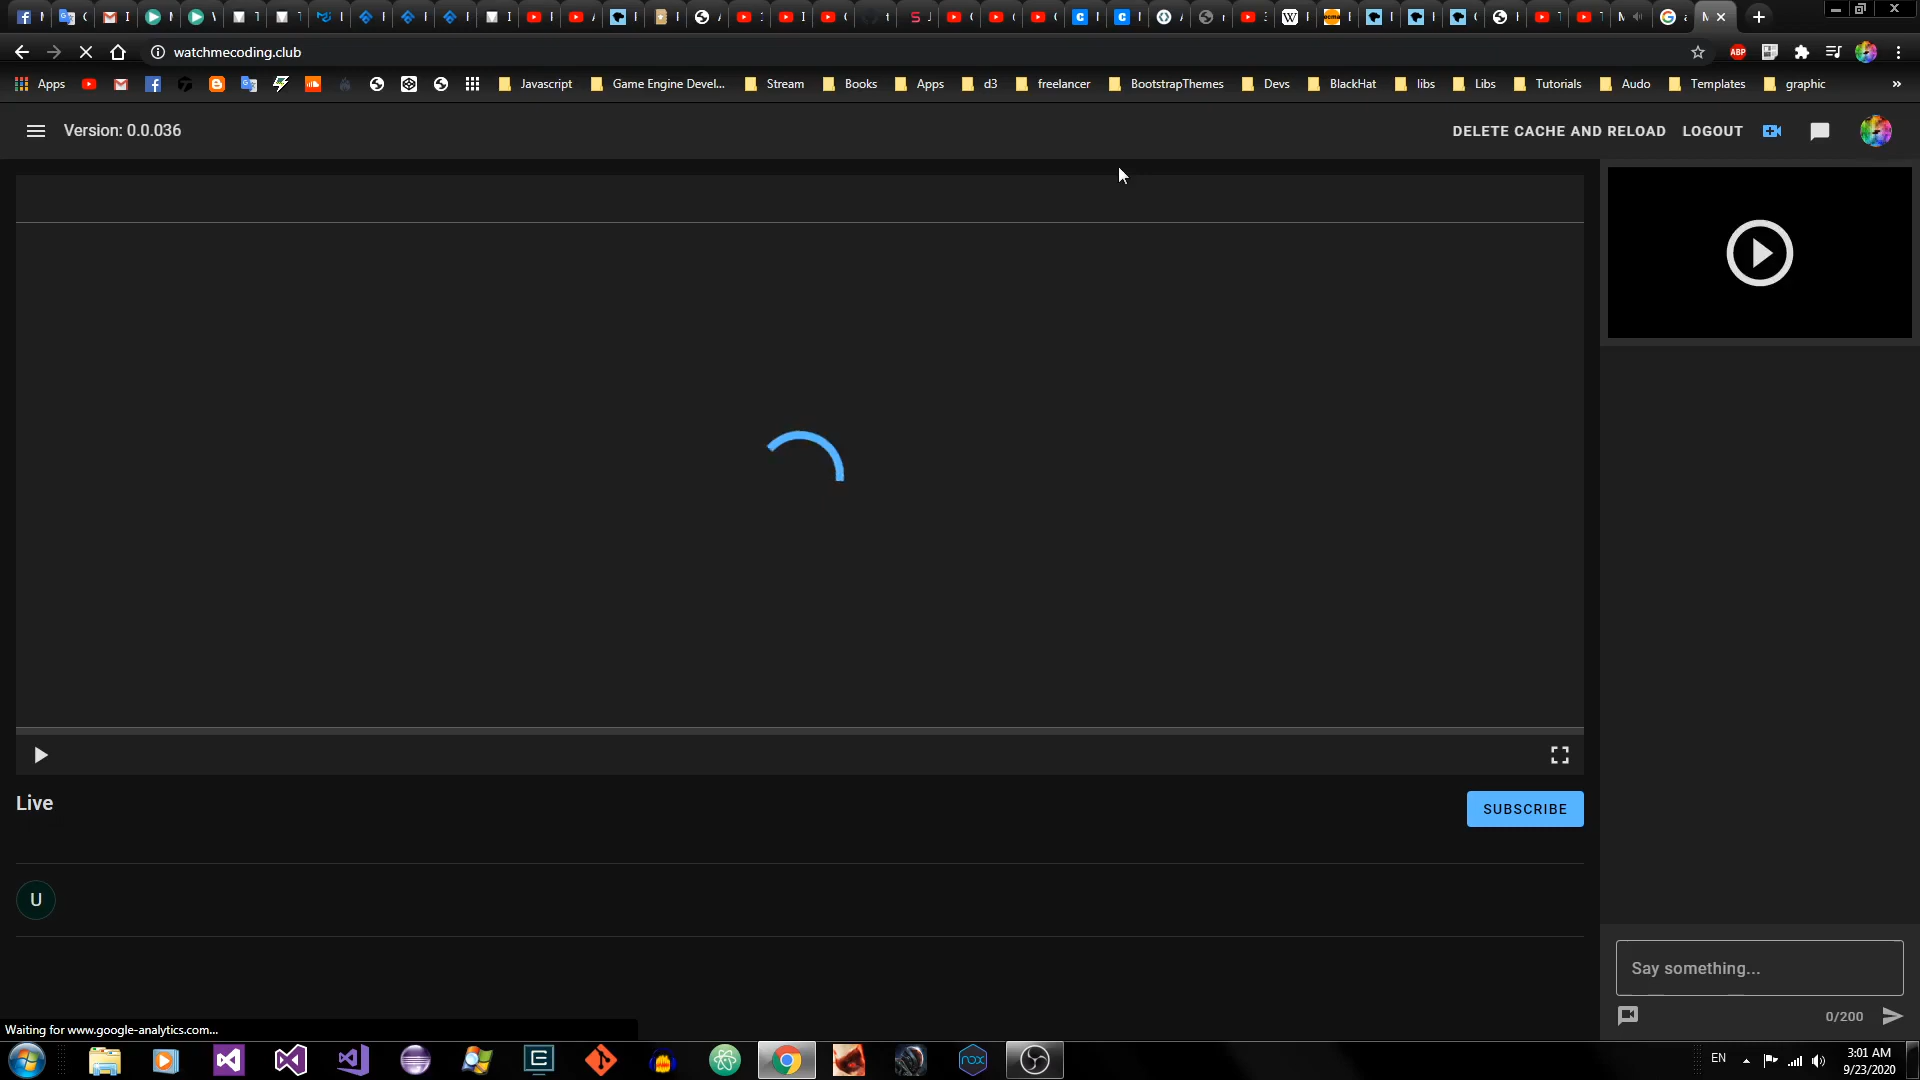 watchmecoding.club
Apps
Javascript
Game Engine Devel...
Stream
Books
Apps
d3
freelancer
BootstrapThemes
Devs
BlackHat
libs
Libs
Tutorials
Audo
Templates
graphic
»
Version: 0.0.036
DELETE CACHE AND RELOAD
LOGOUT
Live
SUBSCRIBE
U
Say something...
0/200
Waiting for www.google-analytics.com...
EN
3:01 AM
9/23/2020
ABP
nox